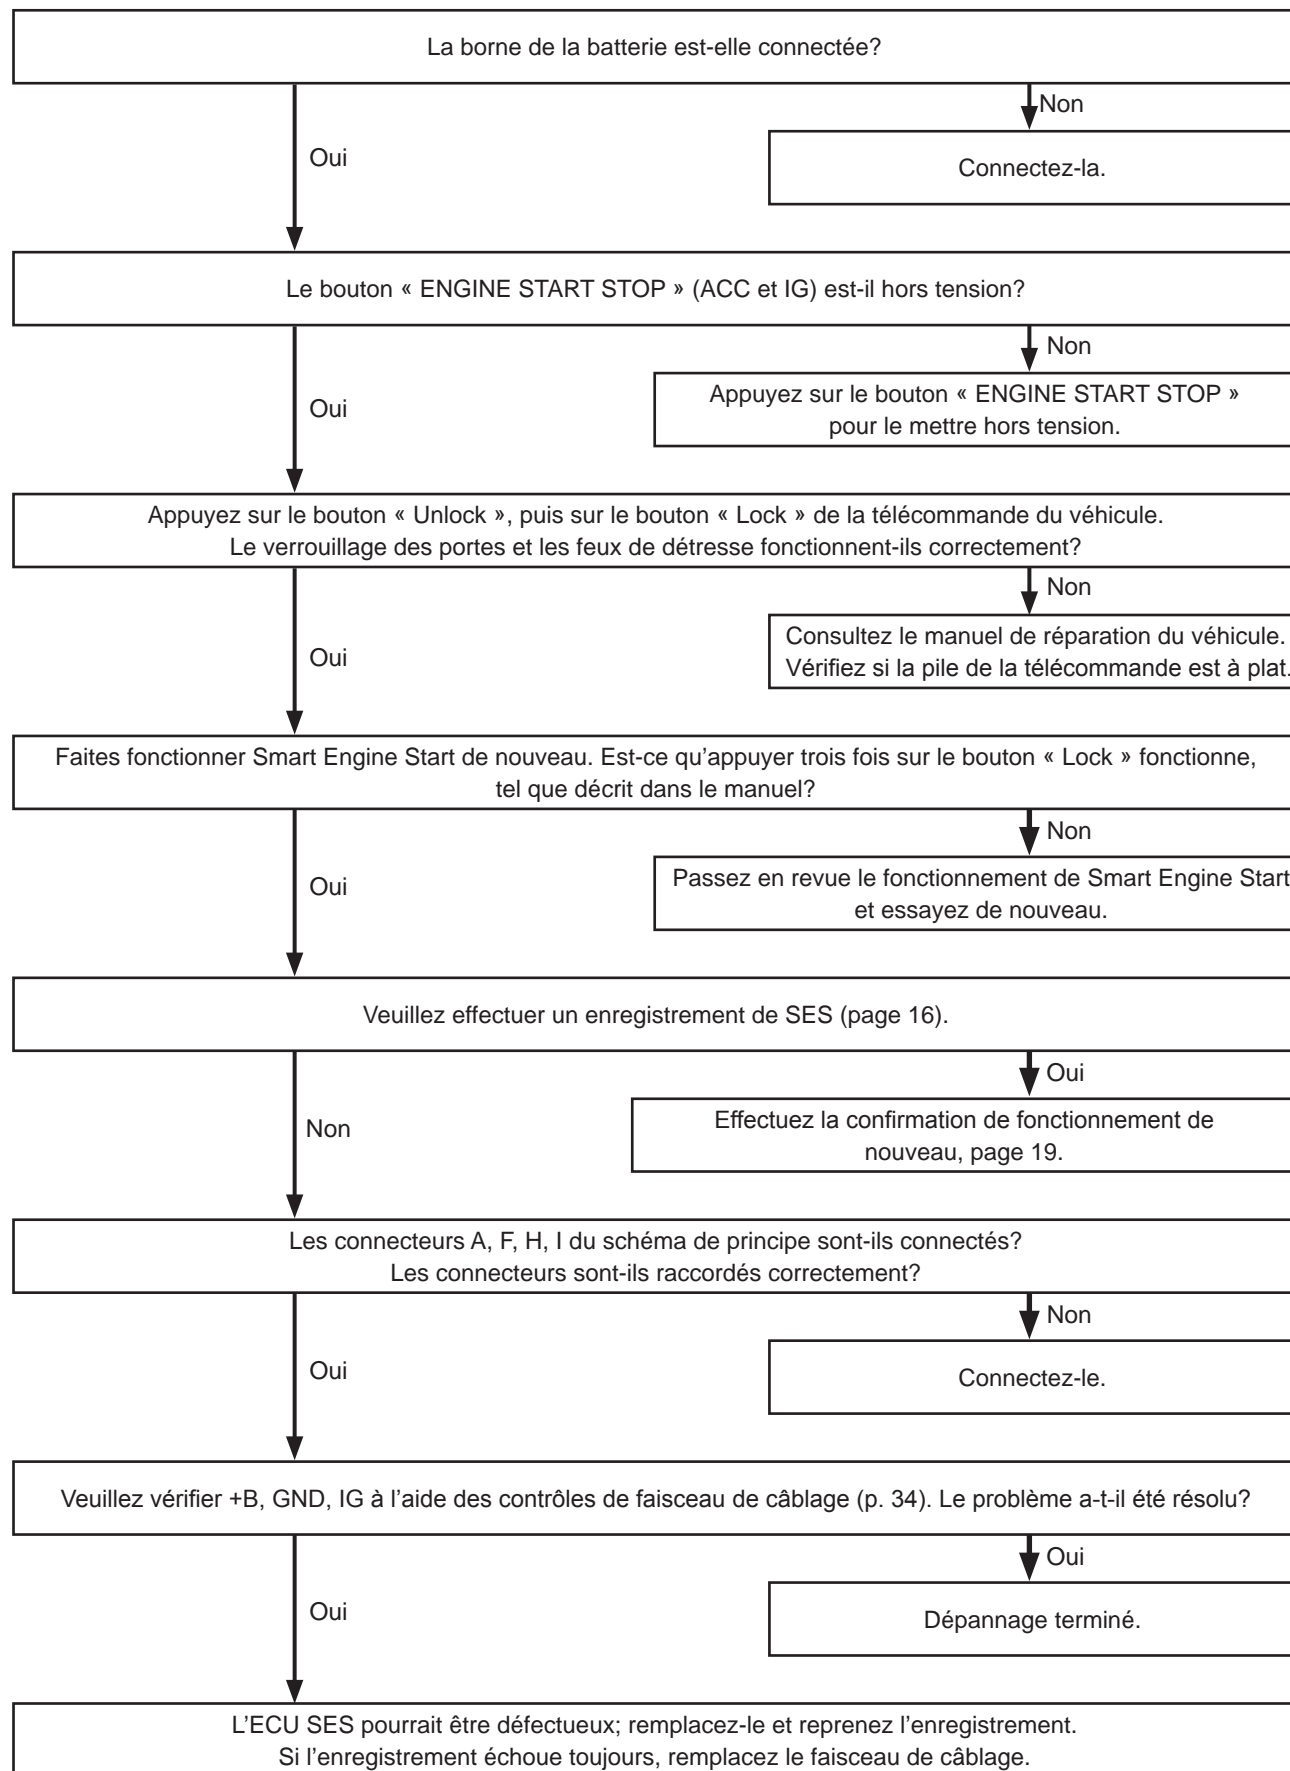 La borne de la batterie est-elle connectée?
Non
Oui
Connectez-la.
Le bouton « ENGINE START STOP » (ACC et IG) est-il hors tension?
Non
Oui
Appuyez sur le bouton « ENGINE START STOP »
pour le mettre hors tension.
Appuyez sur le bouton « Unlock », puis sur le bouton « Lock » de la télécommande du véhicule.
Le verrouillage des portes et les feux de détresse fonctionnent-ils correctement?
Non
Oui
Consultez le manuel de réparation du véhicule.
Vérifiez si la pile de la télécommande est à plat.
Faites fonctionner Smart Engine Start de nouveau. Est-ce qu’appuyer trois fois sur le bouton « Lock » fonctionne,
tel que décrit dans le manuel?
Non
Oui
Passez en revue le fonctionnement de Smart Engine Start
et essayez de nouveau.
Veuillez effectuer un enregistrement de SES (page 16).
Oui
Non
Effectuez la confirmation de fonctionnement de
nouveau, page 19.
Les connecteurs A, F, H, I du schéma de principe sont-ils connectés?
Les connecteurs sont-ils raccordés correctement?
Non
Oui
Connectez-le.
Veuillez vérifier +B, GND, IG à l’aide des contrôles de faisceau de câblage (p. 34). Le problème a-t-il été résolu?
Oui
Oui
Dépannage terminé.
L’ECU SES pourrait être défectueux; remplacez-le et reprenez l’enregistrement.
Si l’enregistrement échoue toujours, remplacez le faisceau de câblage.